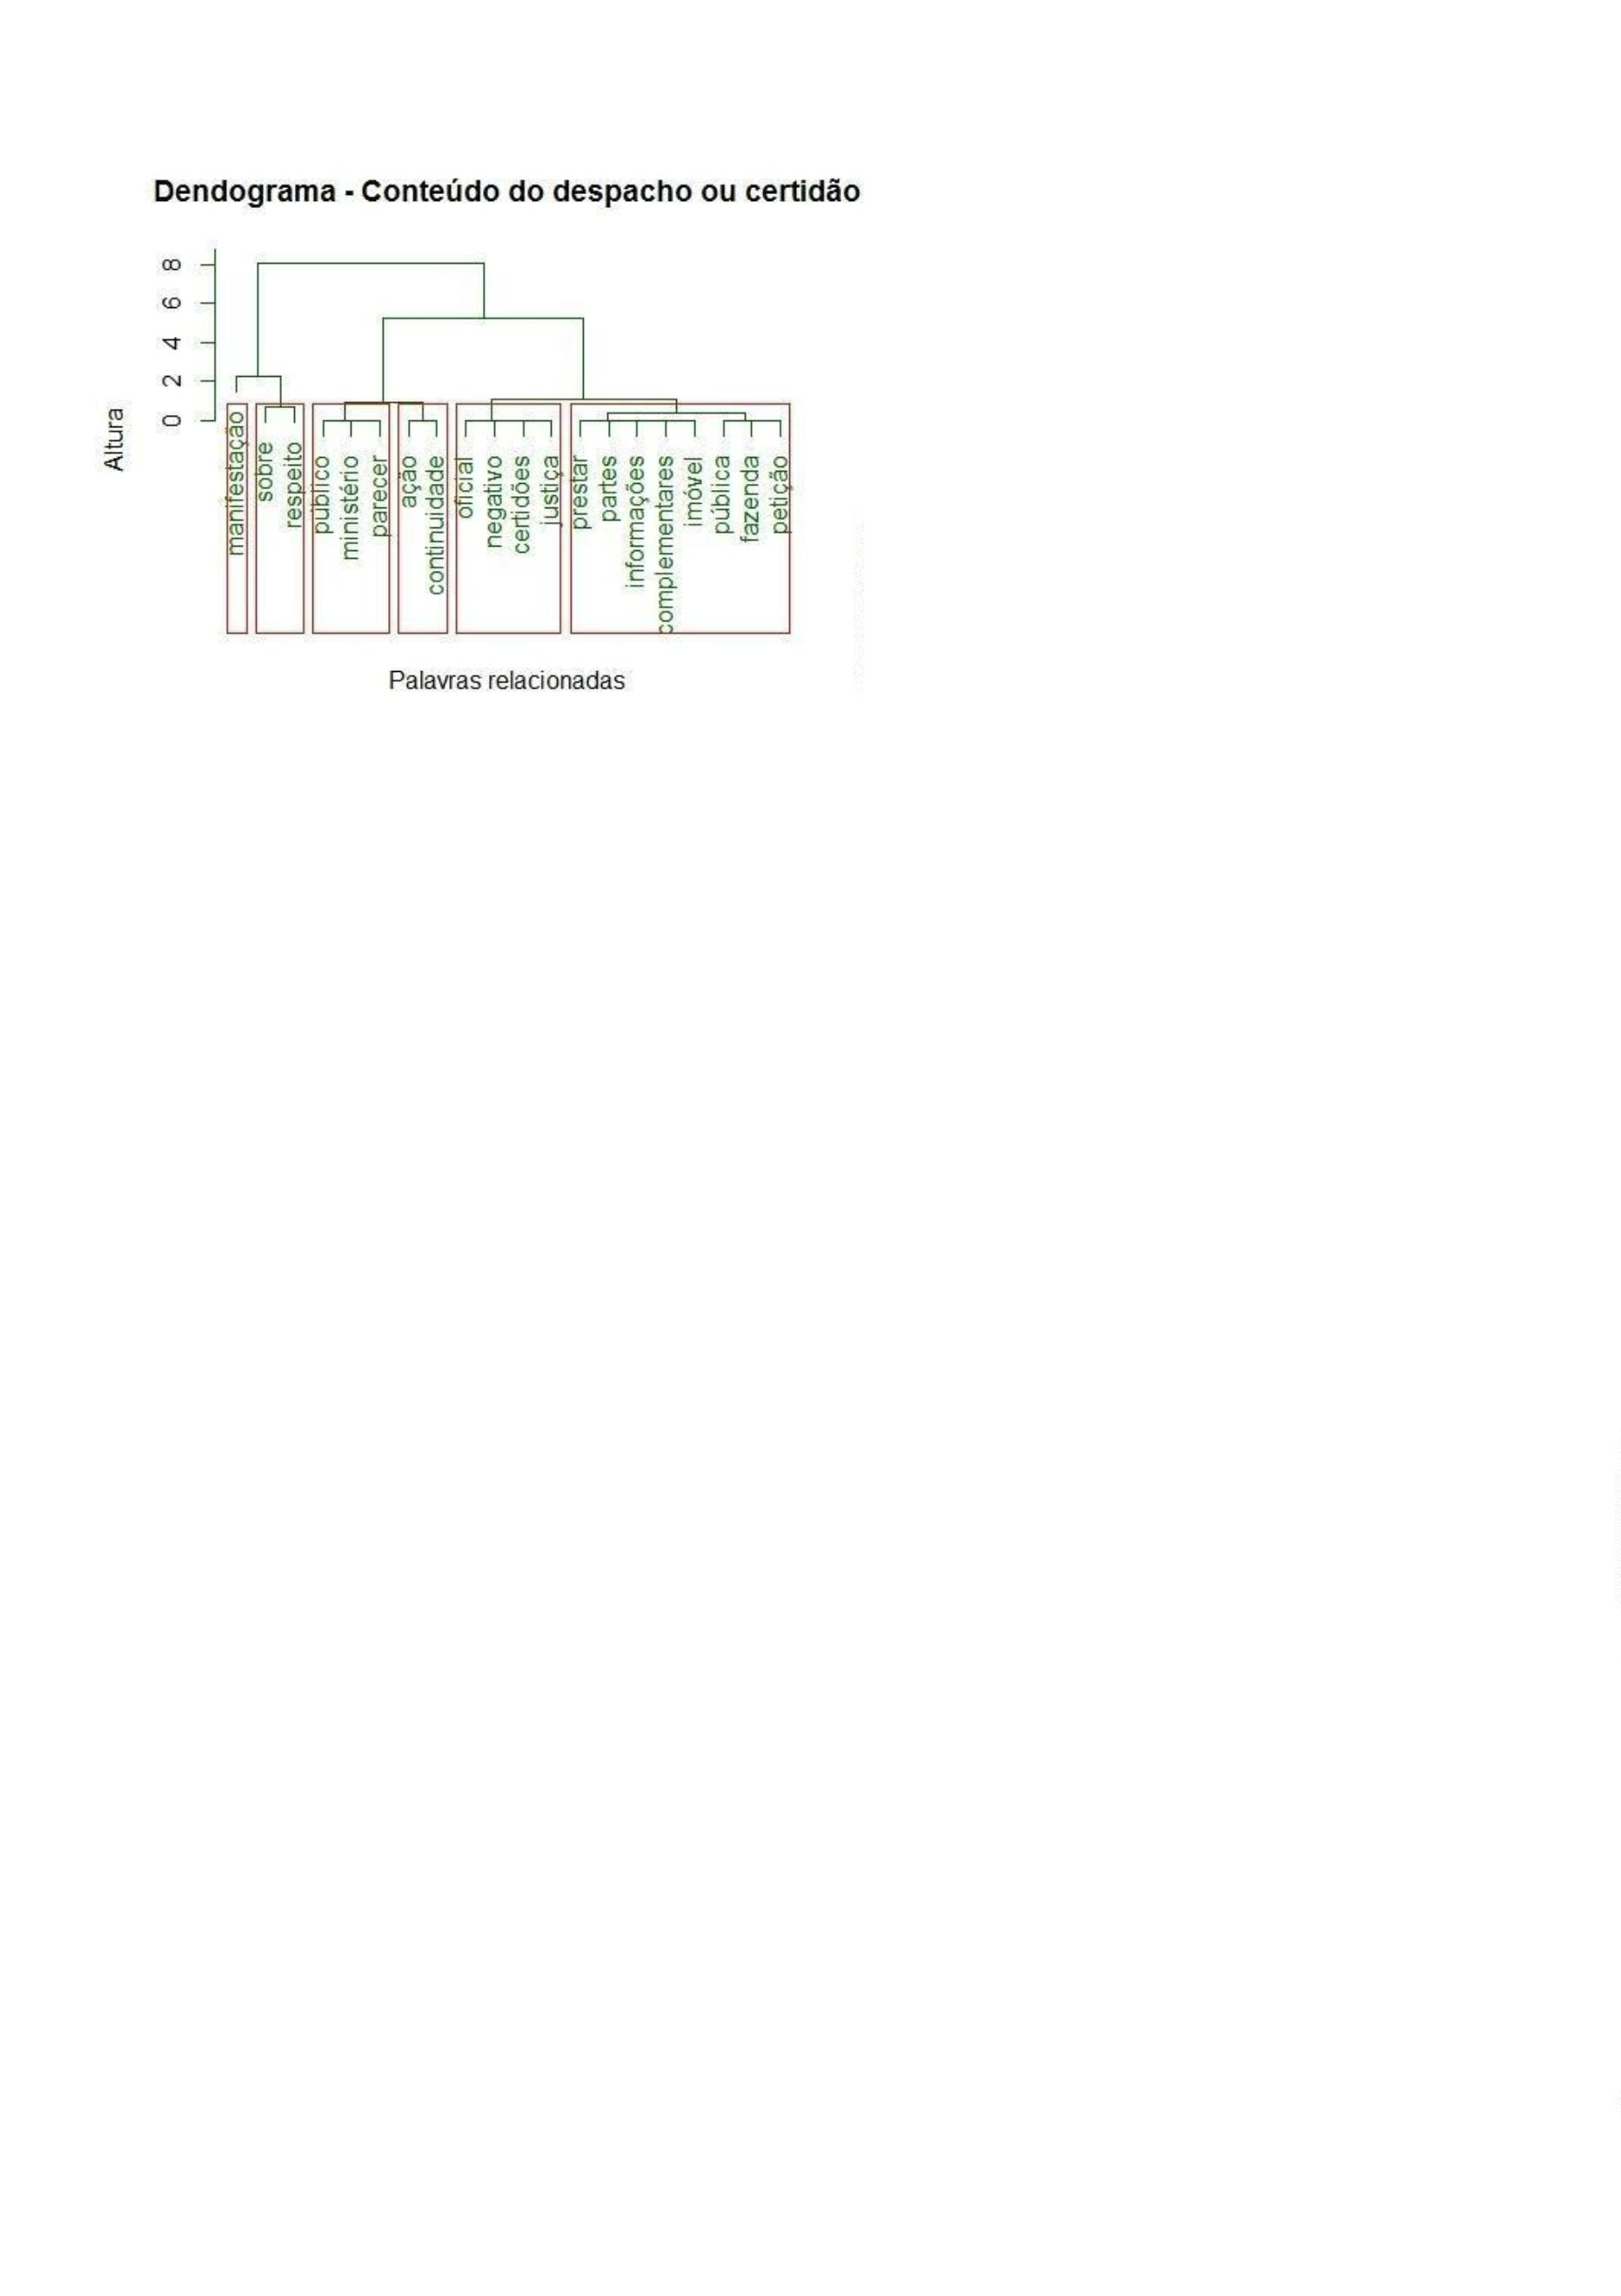 Dendograma - Conteúdo do despacho ou certidão
8
6
4
2
0
Altura
manifestação
sobre
respeito
público
ministério
parecer
ação
continuidade
oficial
negativo
certidões
justiça
prestar
partes
informações
complementares
imóvel
pública
fazenda
petição
Palavras relacionadas